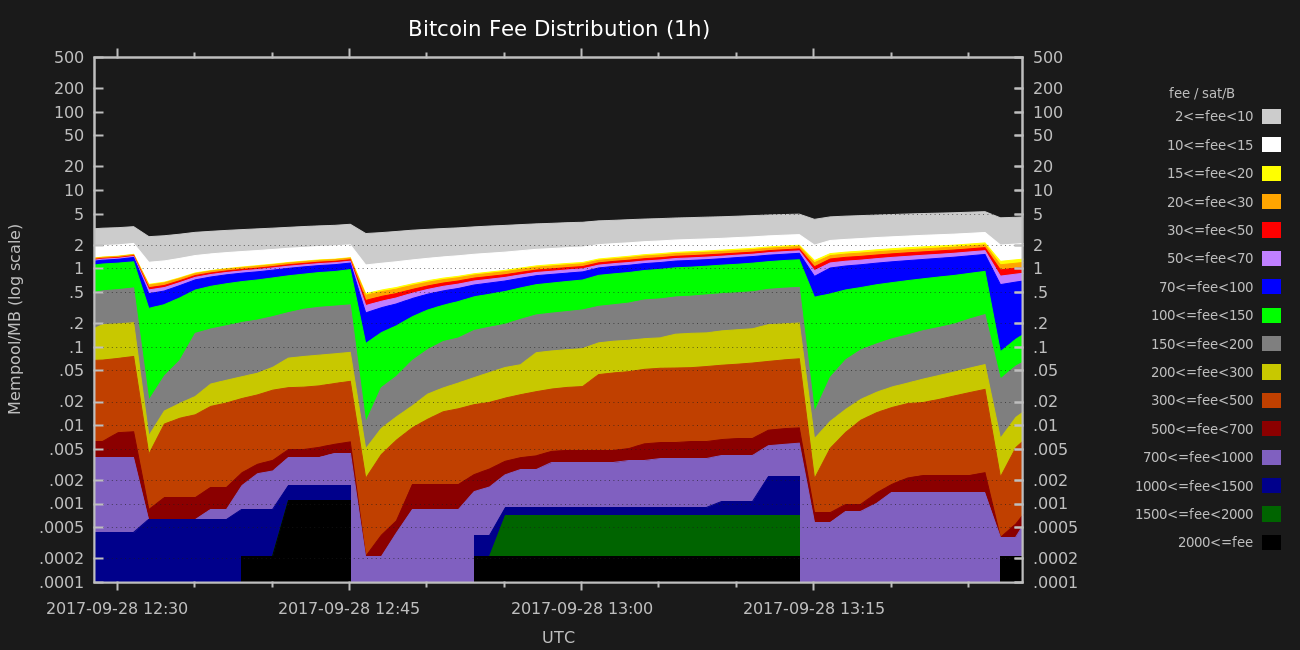 Bitcoin Fee Distribution (1h)
500
200
100
50
20
10
5
2
1
.5
.2
.1
.05
.02
.01
.005
.002
.001
.0005
.0002
.0001
Mempool/MB (log scale)
500
200
100
50
20
10
5
2
1
.5
.2
.1
.05
.02
.01
.005
.002
.001
.0005
.0002
.0001
2017-09-28 12:30
2017-09-28 12:45
2017-09-28 13:00
2017-09-28 13:15
UTC
fee / sat/B
2<=fee<10
10<=fee<15
15<=fee<20
20<=fee<30
30<=fee<50
50<=fee<70
70<=fee<100
100<=fee<150
150<=fee<200
200<=fee<300
300<=fee<500
500<=fee<700
700<=fee<1000
1000<=fee<1500
1500<=fee<2000
2000<=fee